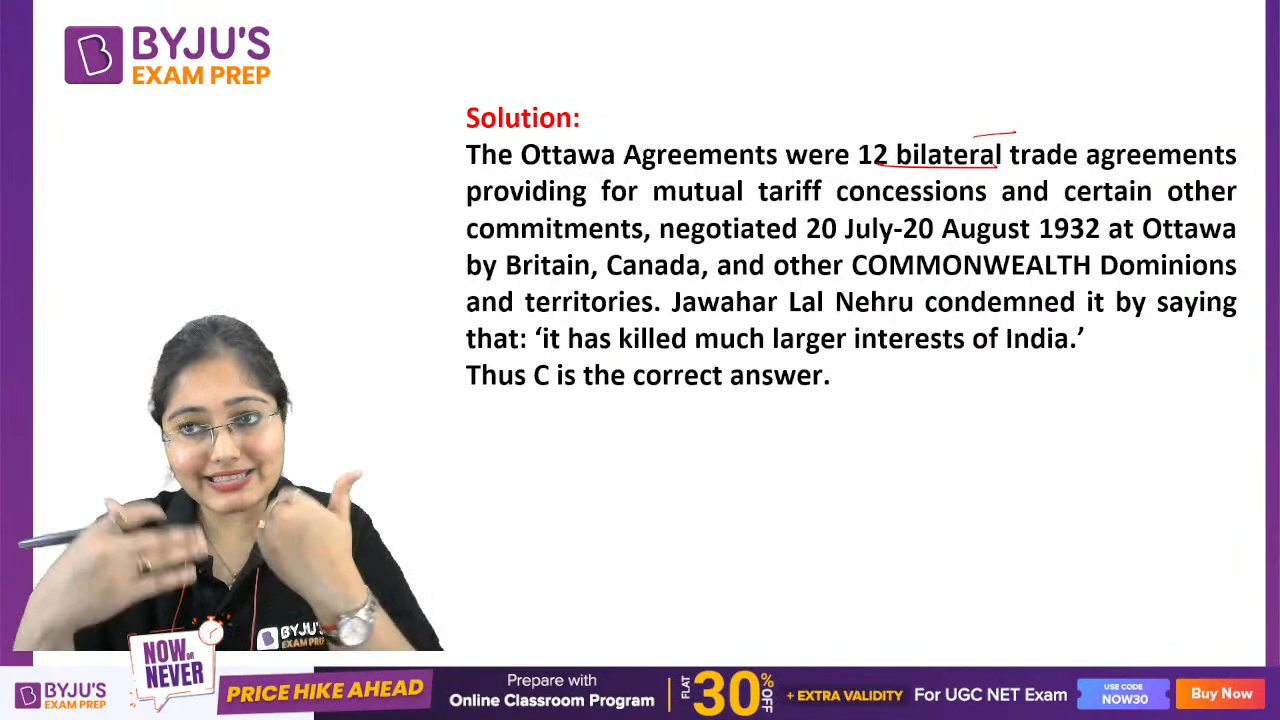 BYJU'S
EXAM PREP
Solution:
The Ottawa Agreements were 12 bilateral trade agreements
providing for mutual tariff concessions and certain other
commitments, negotiated 20 July-20 August 1932 at Ottawa
by Britain, Canada, and other COMMONWEALTH Dominions
and territories. Jawahar Lal Nehru condemned it by saying
that: ‘it has killed much larger interests of India.’
Thus C is the correct answer.
BYJU'S
EXAM PREP
NOW OR
NEVER
BYJU'S
EXAM PREP
PRICE HIKE AHEAD
Prepare with
Online Classroom Program
FLAT 30% OFF
+ EXTRA VALIDITY
For UGC NET Exam
USE CODE
NOW30
Buy Now